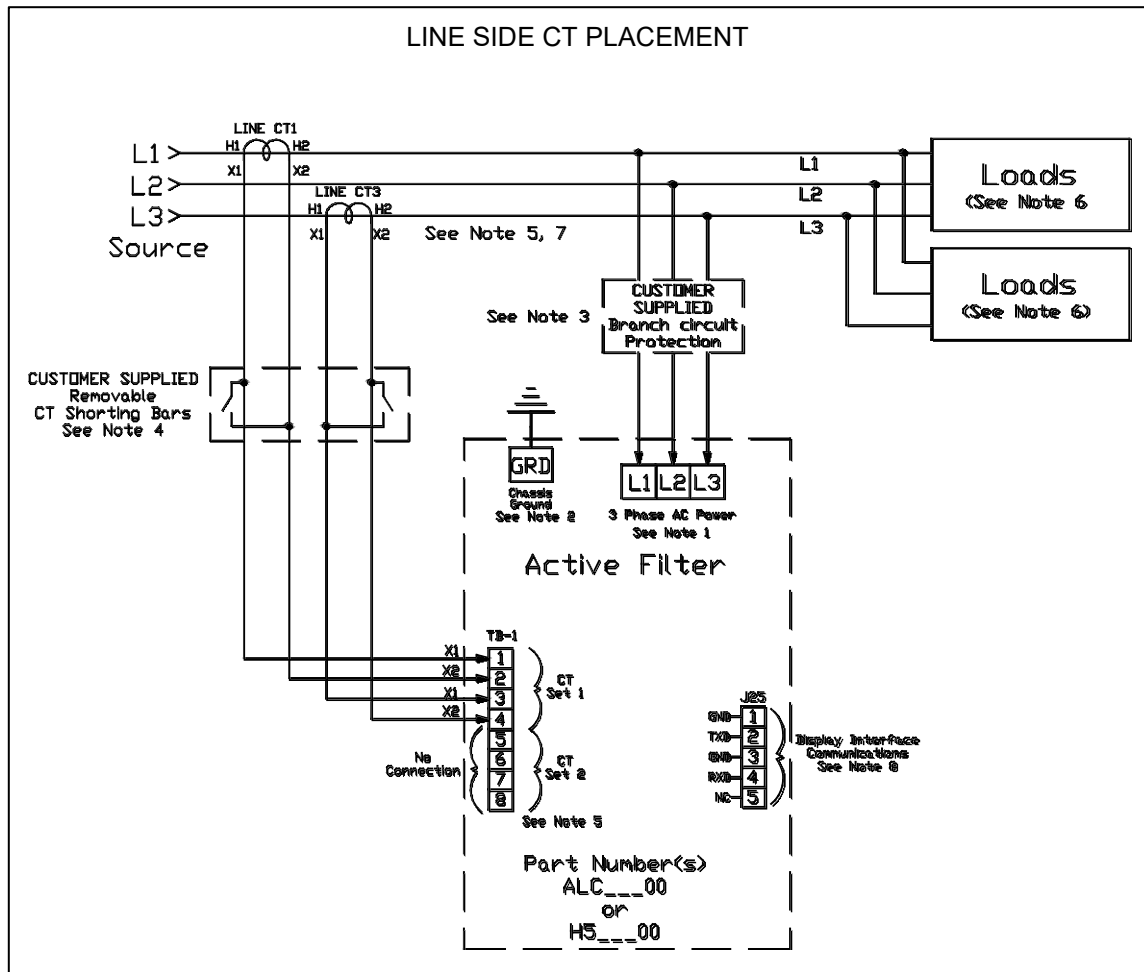 LINE SIDE CT PLACEMENT
LINE CT1
H1 H2
L1
X1 X2
L1
Loads
(See Note 6
L2
LINE CT3
L2
H1 H2
L3
X1 X2
See Note 5, 7
L3
Source
Loads
(See Note 6)
CUSTOMER
SUPPLIED
Branch circuit
Protection
See Note 3
CUSTOMER SUPPLIED
Removable
CT Shorting Bars
See Note 4
GRD
Chassis
Ground
See Note 2
L1 L2 L3
3 Phase AC Power
See Note 1
Active Filter
TB-1
X1 1
X2 2
X1 3
X2 4
5
6
7
8
CT
Set 1
CT
Set 2
No
Connection
See Note 5
J25
GND 1
TXD 2
GND 3
RXD 4
NC 5
Display Interface
Communications
See Note 8
Part Number(s)
ALC___00
or
H5___00